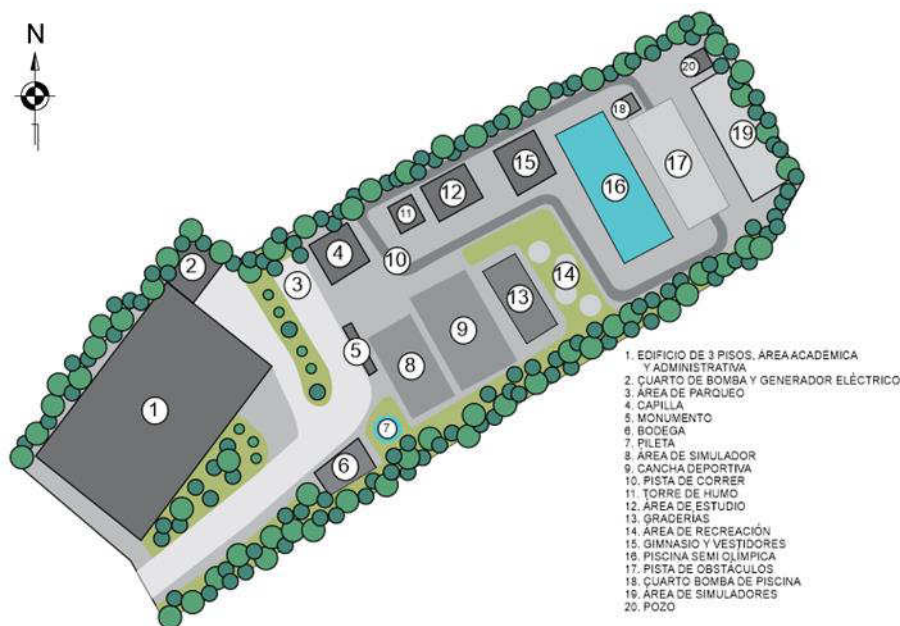 N
20
18
19
15
17
12
16
11
4
10
2
3
14
13
9
5
8
1
7
6
1. EDIFICIO DE 3 PISOS, ÁREA ACADÉMICA
Y ADMINISTRATIVA
2. CUARTO DE BOMBA Y GENERADOR ELÉCTRICO
3. ÁREA DE PARQUEO
4. CAPILLA
5. MONUMENTO
6. BODEGA
7. PILETA
8. ÁREA DE SIMULADOR
9. CANCHA DEPORTIVA
10. PISTA DE CORRER
11. TORRE DE HUMO
12. ÁREA DE ESTUDIO
13. GRADERÍAS
14. ÁREA DE RECREACIÓN
15. GIMNASIO Y VESTIDORES
16. PISCINA SEMI OLÍMPICA
17. PISTA DE OBSTÁCULOS
18. CUARTO BOMBA DE PISCINA
19. ÁREA DE SIMULADORES
20. POZO